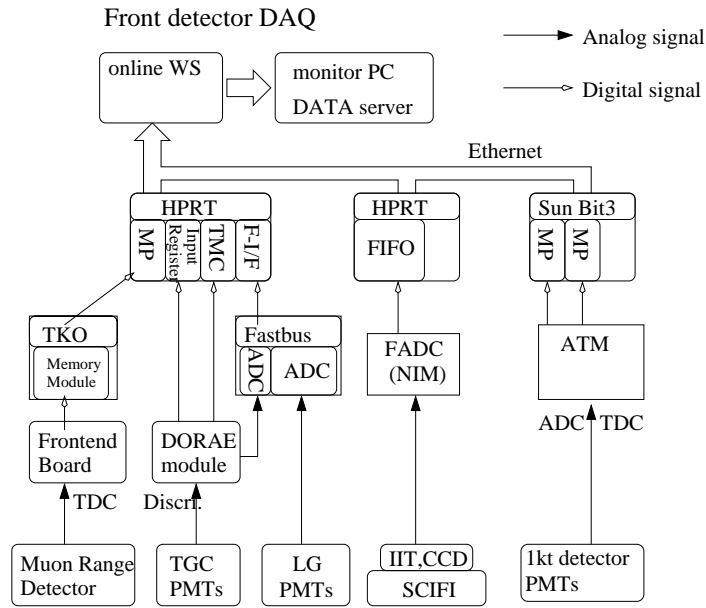 Front detector DAQ
Analog signal
Digital signal
online WS
monitor PC
DATA server
Ethernet
HPRT
MP
Input
Register
TMC
F-I/F
HPRT
FIFO
Sun Bit3
MP
MP
TKO
Memory
Module
Fastbus
ADC
ADC
FADC
(NIM)
ATM
Frontend
Board
DORAE
module
ADC
TDC
TDC
Discri.
Muon Range
Detector
TGC
PMTs
LG
PMTs
IIT,CCD
SCIFI
1kt detector
PMTs